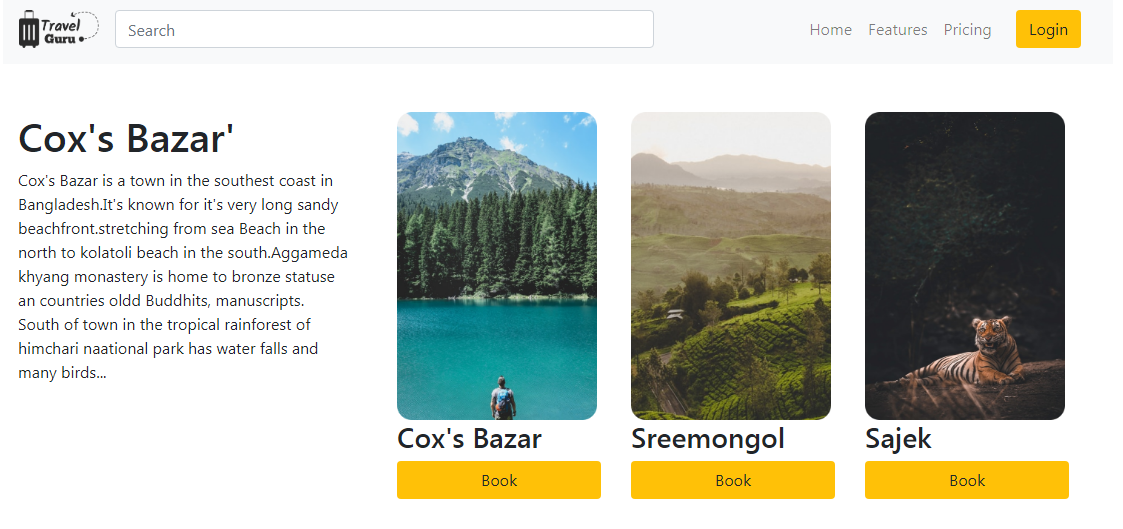 Travel
Guru
Search
Home Features Pricing Login
Cox's Bazar'
Cox's Bazar is a town in the southest coast in
Bangladesh.It's known for it's very long sandy
beachfront.stretching from sea Beach in the
north to kolatoli beach in the south.Aggameda
khyang monastery is home to bronze statuse
an countries oldd Buddhits, manuscripts.
South of town in the tropical rainforest of
himchari naational park has water falls and
many birds...
Cox's Bazar
Book
Sreemongol
Book
Sajek
Book